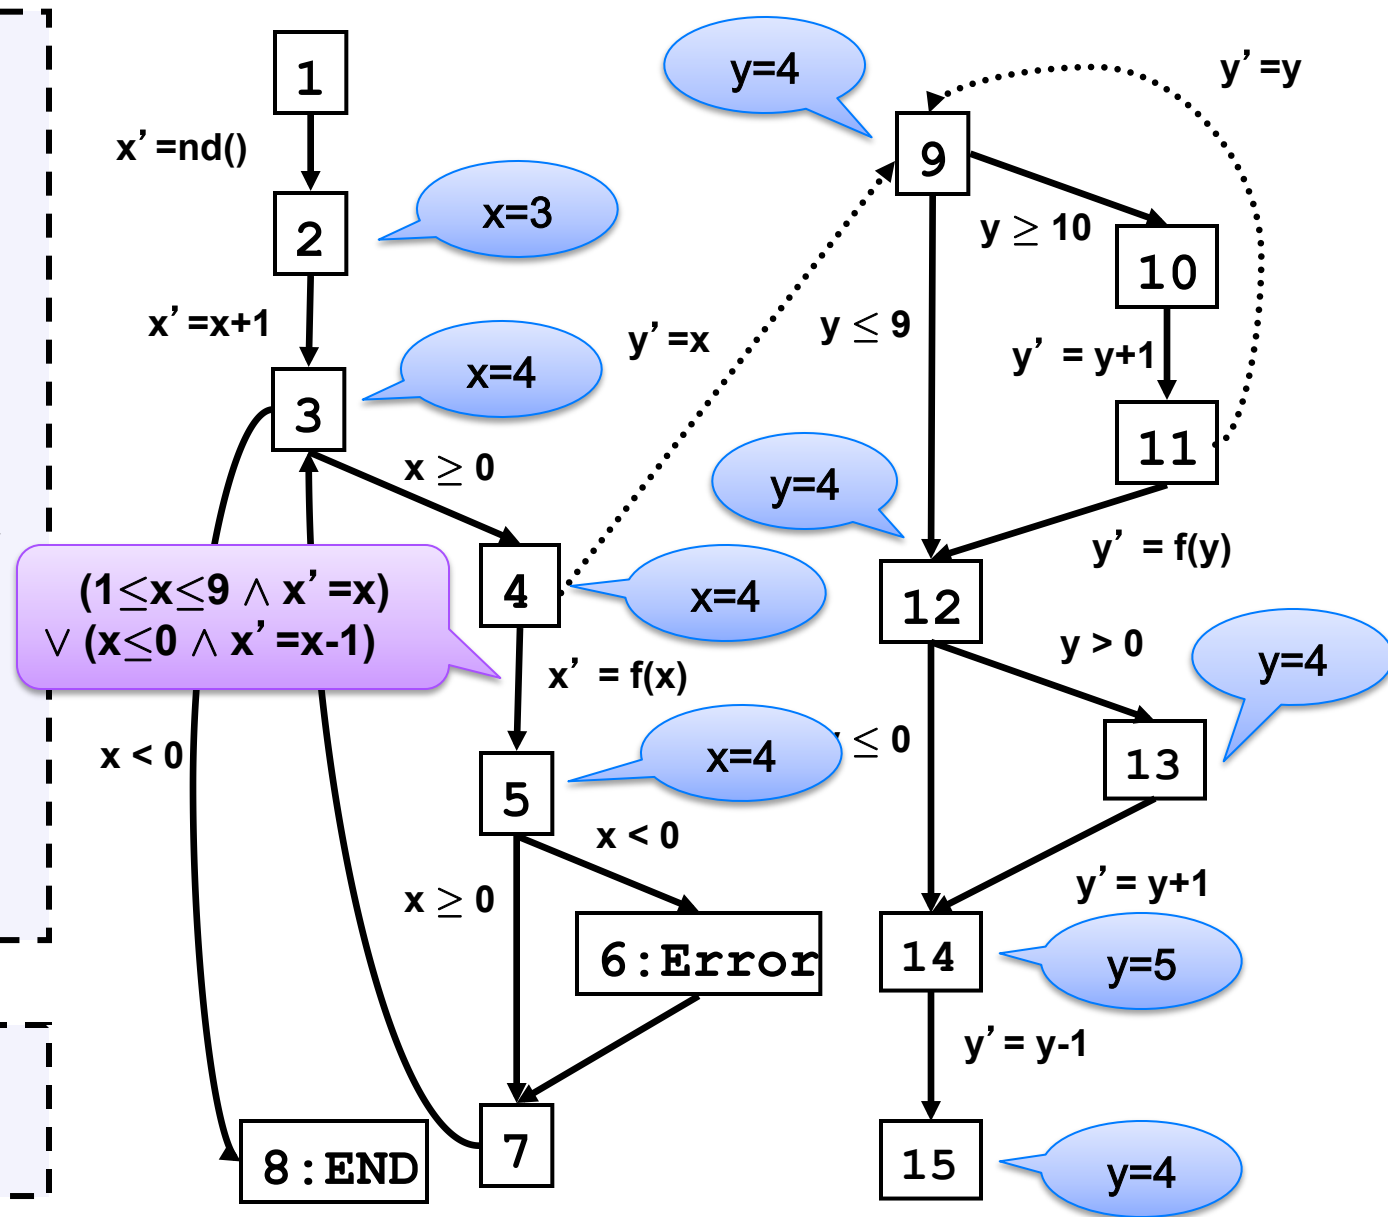 1
x’=nd()
2
x=3
x’=x+1
3
x=4
x ≥ 0
(1≤x≤9 ∧ x’=x)
∨ (x≤0 ∧ x’=x-1)
4
x=4
y’=x
x’ = f(x)
x < 0
5
x=4
x < 0
x ≥ 0
6:Error
7
8:END
y=4
9
y’=y
y ≥ 10
10
y ≤ 9
y’ = y+1
11
y=4
y’ = f(y)
12
y > 0
y=4
≤ 0
13
y’= y+1
14
y=5
y’= y-1
15
y=4